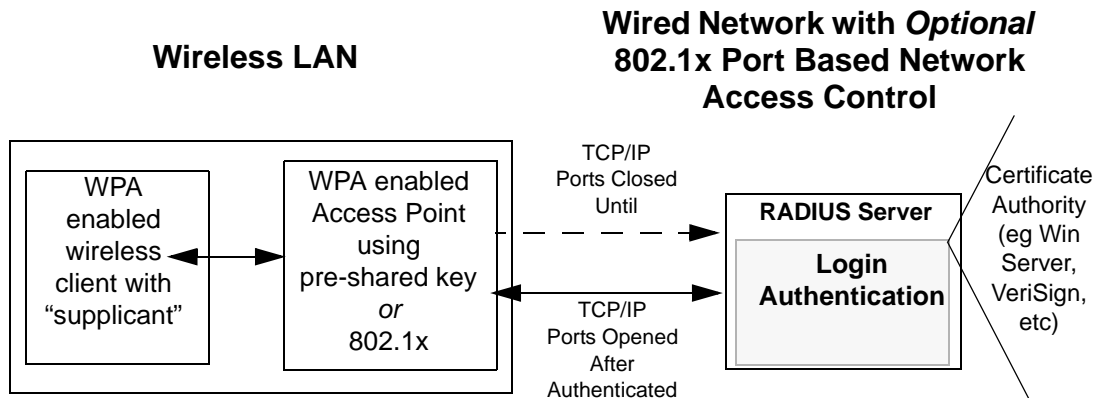 Wireless LAN
Wired Network with Optional
802.1x Port Based Network
Access Control
WPA
enabled
wireless
client with
“supplicant”
WPA enabled
Access Point
using
pre-shared key
or
802.1x
TCP/IP
Ports Closed
Until
TCP/IP
Ports Opened
After
Authenticated
RADIUS Server
Login
Authentication
Certificate
Authority
(eg Win
Server,
VeriSign,
etc)